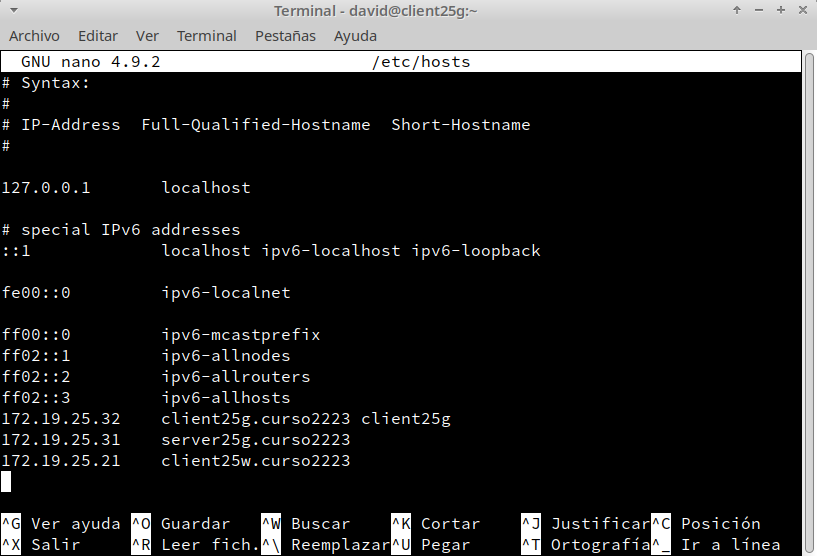 Terminal - david@client25g:~
Archivo Editar Ver Terminal Pestañas Ayuda
GNU nano 4.9.2 /etc/hosts
# Syntax:
#
# IP-Address Full-Qualified-Hostname Short-Hostname
#
127.0.0.1 localhost
# special IPv6 addresses
::1 localhost ipv6-localhost ipv6-loopback
fe00::0 ipv6-localnet
ff00::0 ipv6-mcastprefix
ff02::1 ipv6-allnodes
ff02::2 ipv6-allrouters
ff02::3 ipv6-allhosts
172.19.25.32 client25g.curso2223 client25g
172.19.25.31 server25g.curso2223
172.19.25.21 client25w.curso2223
^G Ver ayuda ^O Guardar ^W Buscar ^K Cortar ^J Justificar ^C Posición
^X Salir ^R Leer fich. ^\ Reemplazar ^U Pegar ^T Ortografía ^_ Ir a línea